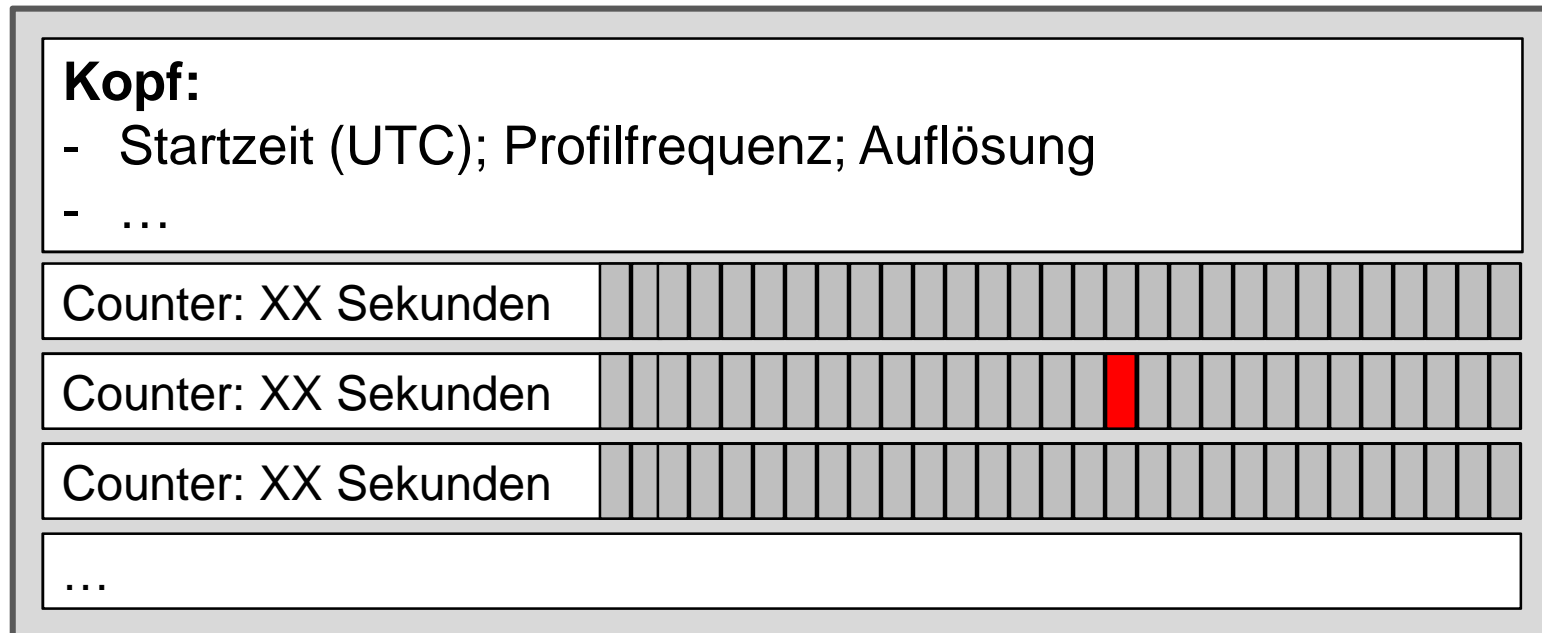 Kopf:
- Startzeit (UTC); Profilfrequenz; Auflösung
- …
Counter: XX Sekunden
Counter: XX Sekunden
Counter: XX Sekunden
…